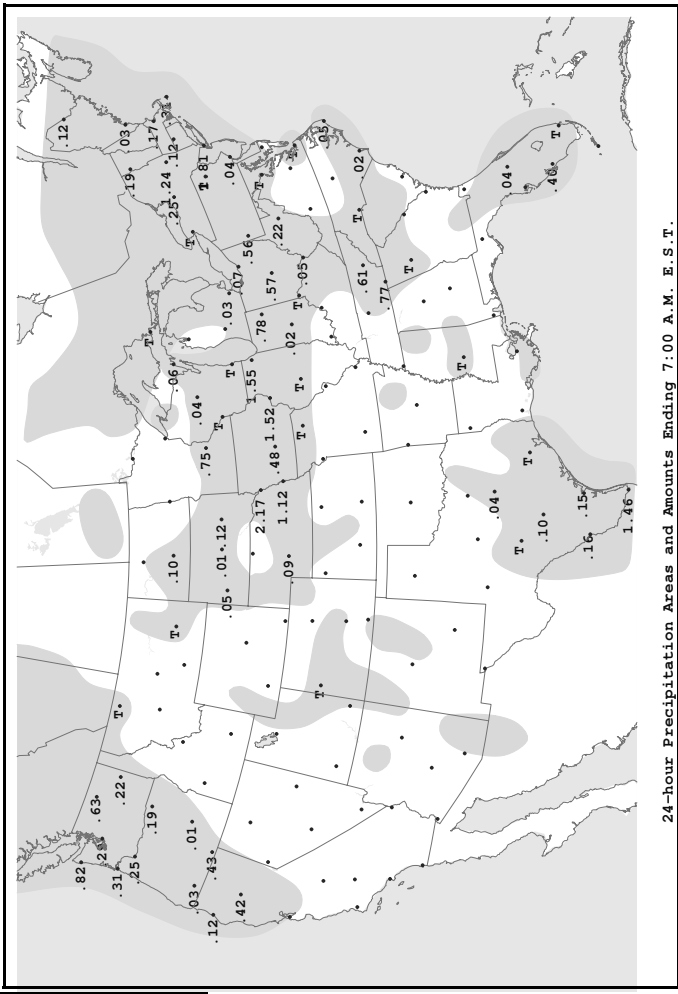 .12
.82
.63
T
.31
.22
.03
.19
.25
T
.19
.17
1.24
.12
.06
.25
.10
T
T
.01
.03
.04
.81
T
.75
.43
.12
T
.01
.12
.05
.03
.04
T
.07
.42
.56
1.55
T
2.17
.78
1.52
.57
.48
.22
1.12
.09
.02
T
T
.05
T
T
.05
T
.02
.61
.77
T
T
.04
.04
T
T
.10
.40
T
.15
.16
1.46
24-hour Precipitation Areas and Amounts Ending 7:00 A.M. E.S.T.